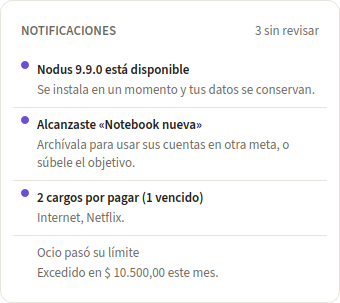 NOTIFICACIONES 3 sin revisar
Nodus 9.9.0 está disponible
Se instala en un momento y tus datos se conservan.
Alcanzaste «Notebook nueva»
Archívala para usar sus cuentas en otra meta, o
súbele el objetivo.
2 cargos por pagar (1 vencido)
Internet, Netflix.
Ocio pasó su límite
Excedido en $ 10.500,00 este mes.